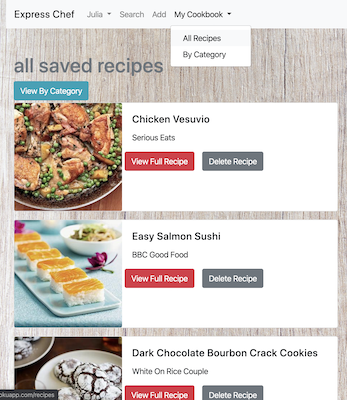 Express Chef Julia Search Add My Cookbook
All Recipes
By Category
all saved recipes
View By Category
Chicken Vesuvio
Serious Eats
View Full Recipe Delete Recipe
Easy Salmon Sushi
BBC Good Food
View Full Recipe Delete Recipe
Dark Chocolate Bourbon Crack Cookies
White On Rice Couple
View Full Recipe Delete Recipe
okuapp.com/recipes